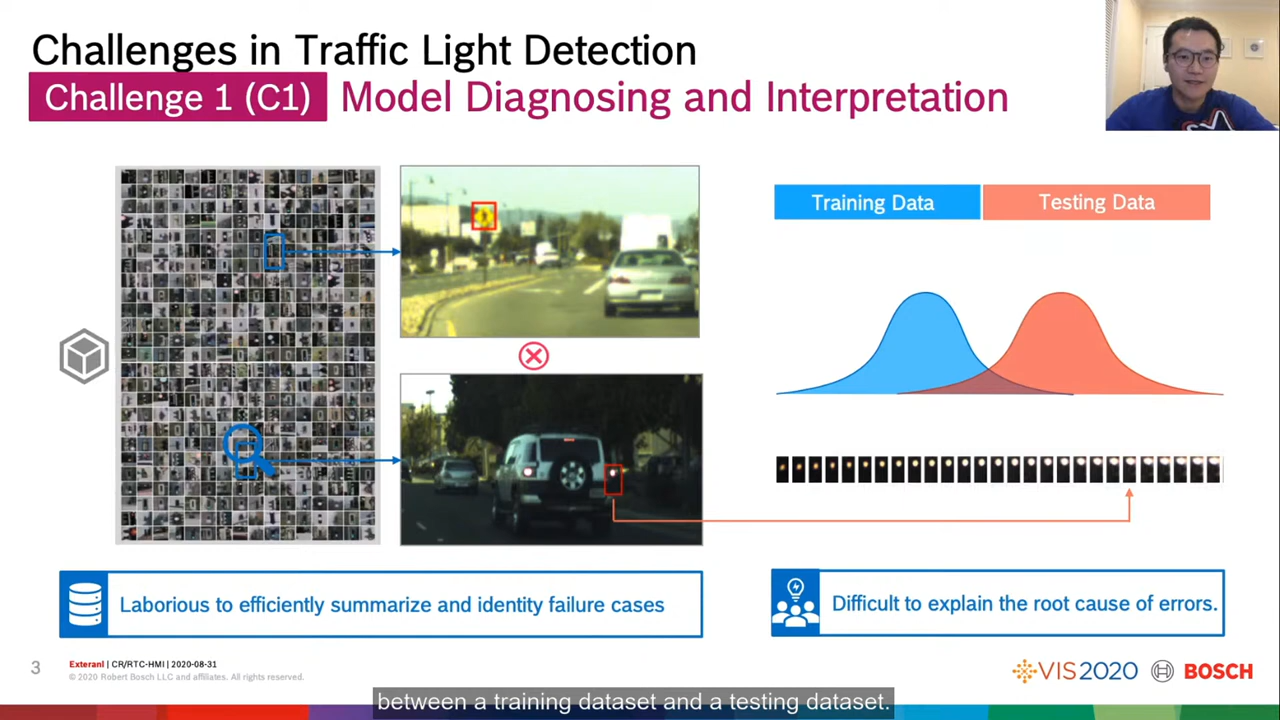 Challenges in Traffic Light Detection
Challenge 1 (C1) Model Diagnosing and Interpretation
Training Data
Testing Data
Laborious to efficiently summarize and identity failure cases
Difficult to explain the root cause of errors.
3
Exteranl | CR/RTC-HMI | 2020-08-31
© 2020 Robert Bosch LLC and affiliates. All rights reserved.
VIS2020
BOSCH
between a training dataset and a testing dataset.